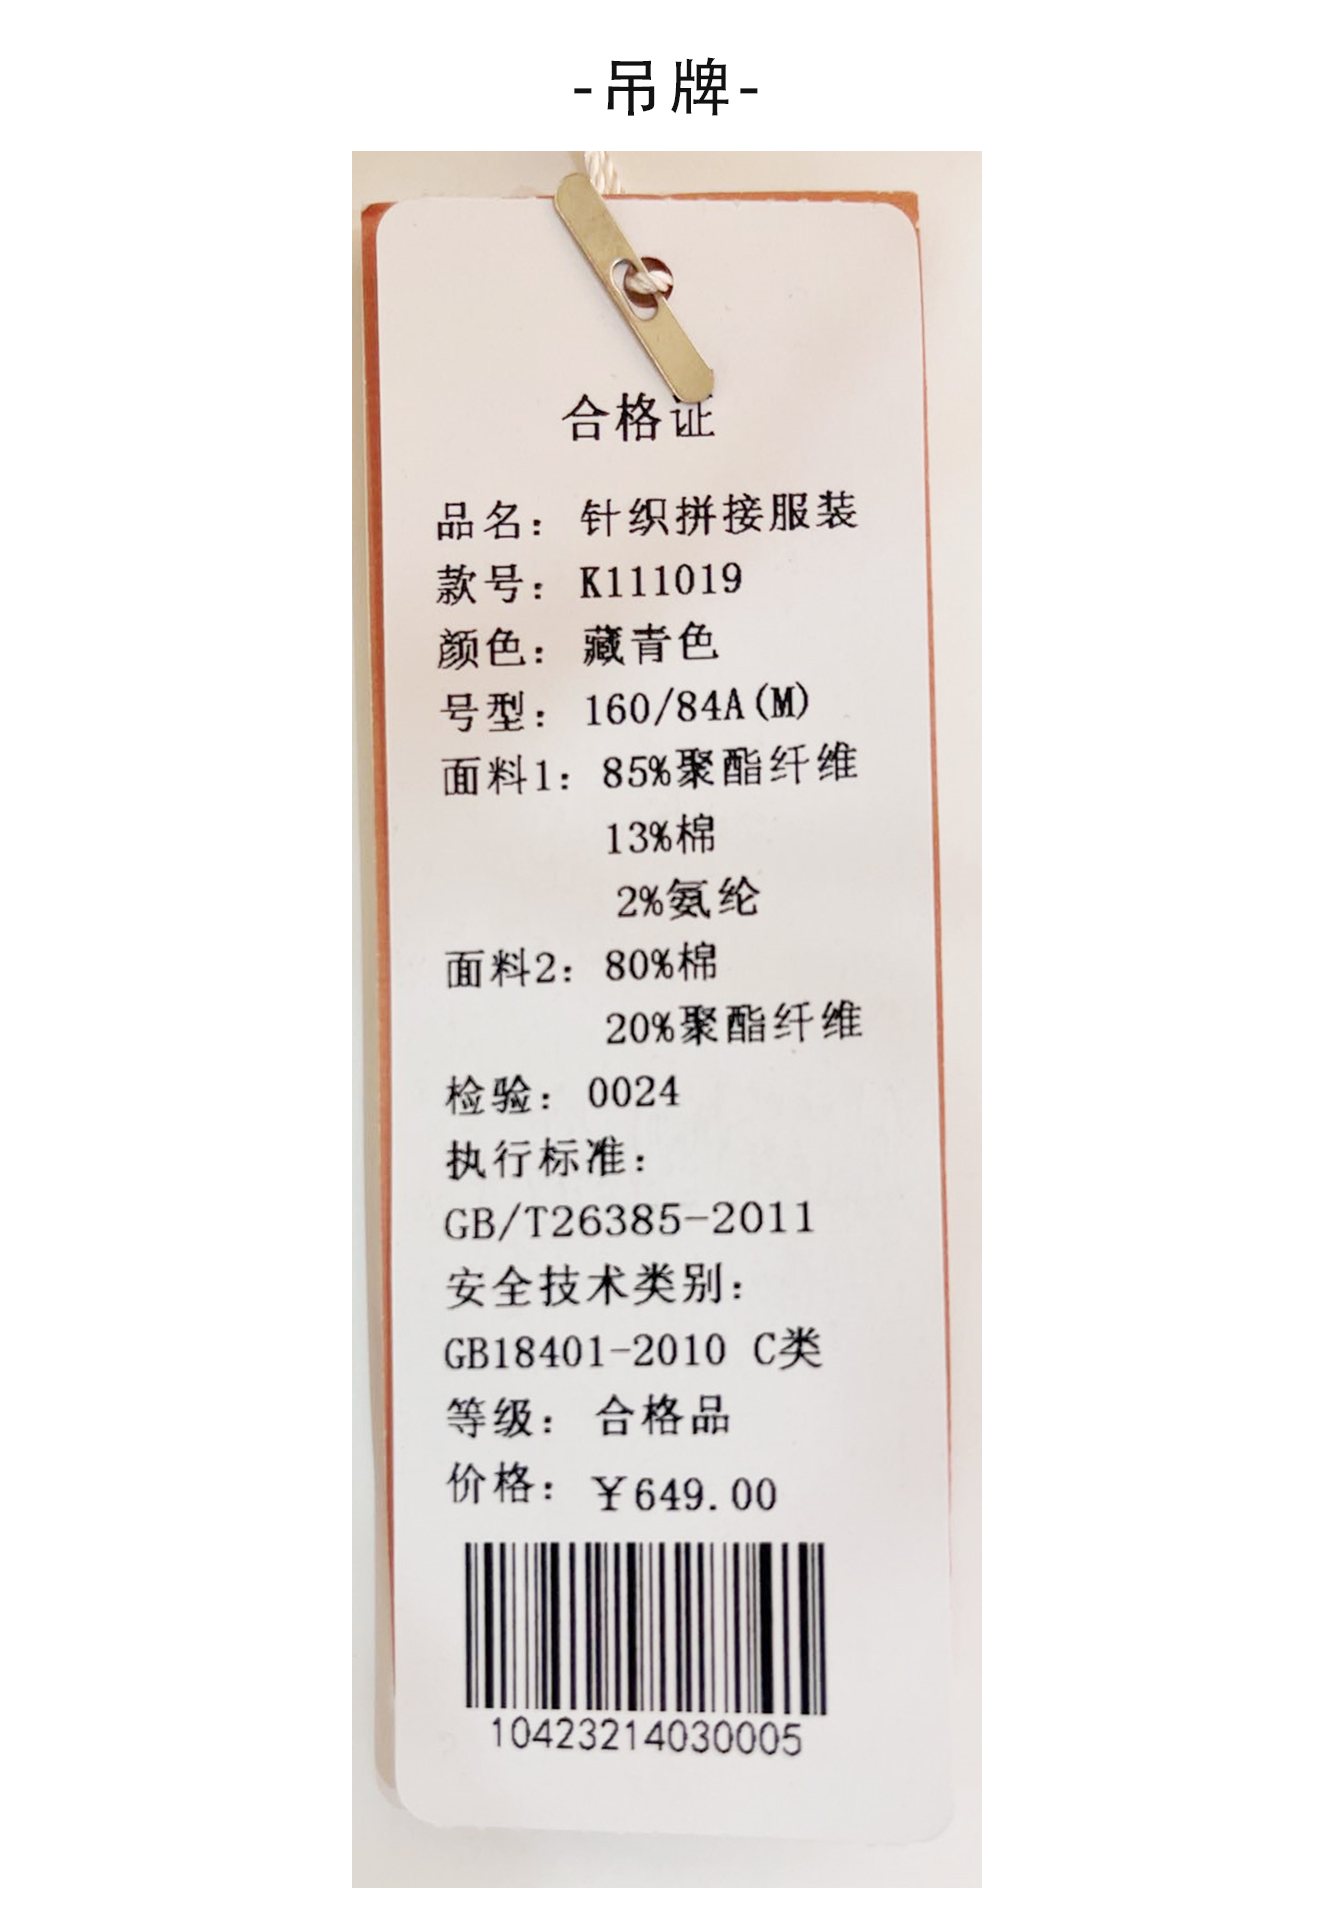 -吊牌-
合格证
品名：针织拼接服装
款号：K111019
颜色：藏青色
号型：160/84A(M)
面料1：85%聚酯纤维
13%棉
2%氨纶
面料2：80%棉
20%聚酯纤维
检验：0024
执行标准：
GB/T26385-2011
安全技术类别：
GB18401-2010 C类
等级：合格品
价格：￥649.00
10423214030005